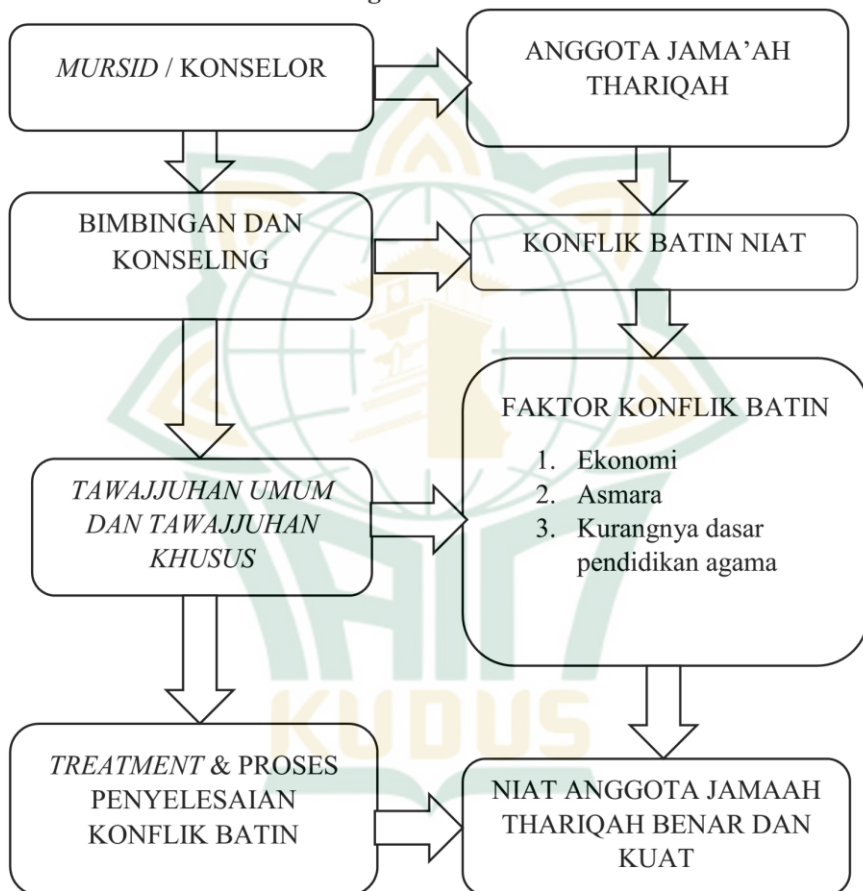 MURSID / KONSELOR
ANGGOTA JAMA’AH
THARIQAH
BIMBINGAN DAN
KONSELING
KONFLIK BATIN NIAT
TAWAJJUHAN UMUM
DAN TAWAJJUHAN
KHUSUS
FAKTOR KONFLIK BATIN
1. Ekonomi
2. Asmara
3. Kurangnya dasar
pendidikan agama
TREATMENT & PROSES
PENYELESAIAN
KONFLIK BATIN
NIAT ANGGOTA JAMAAH
THARIQAH BENAR DAN
KUAT
IAIN
KUDUS